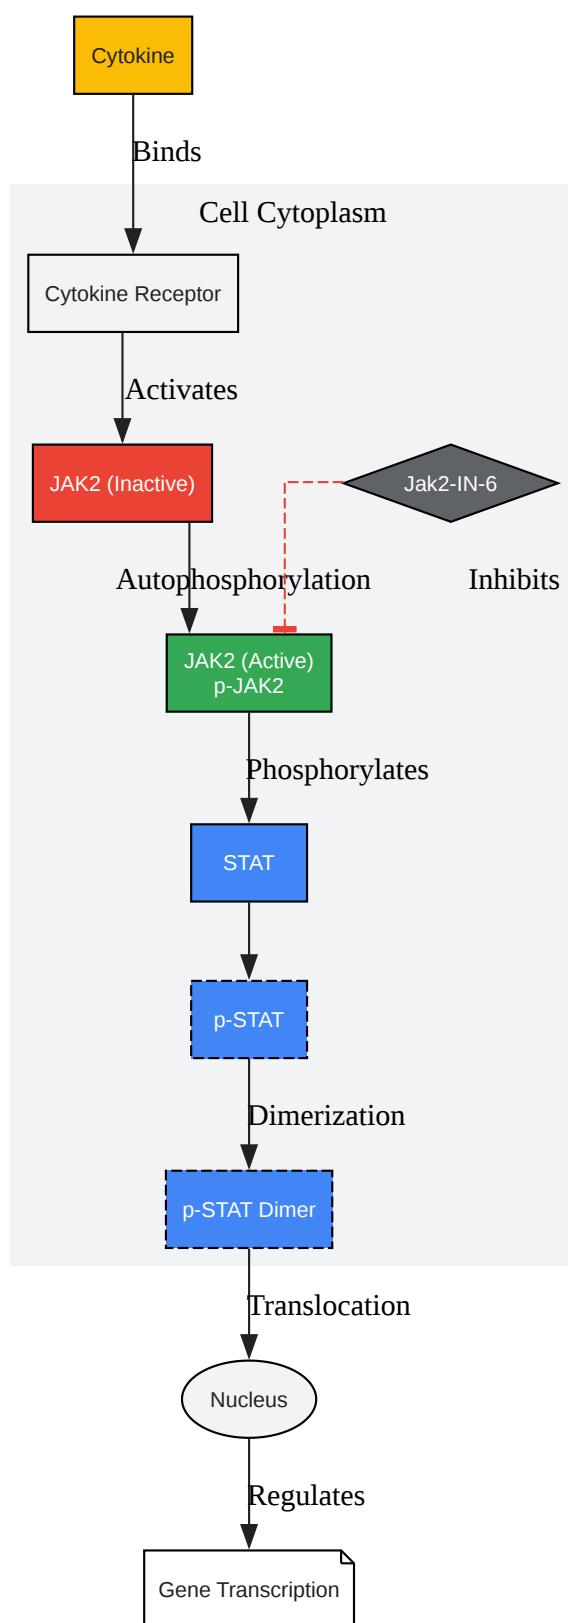 Cytokine
Binds
Cell Cytoplasm
Cytokine Receptor
Activates
JAK2 (Inactive)
Jak2-IN-6
Autophosphorylation
Inhibits
JAK2 (Active)
p-JAK2
Phosphorylates
STAT
p-STAT
Dimerization
p-STAT Dimer
Translocation
Nucleus
Regulates
Gene Transcription